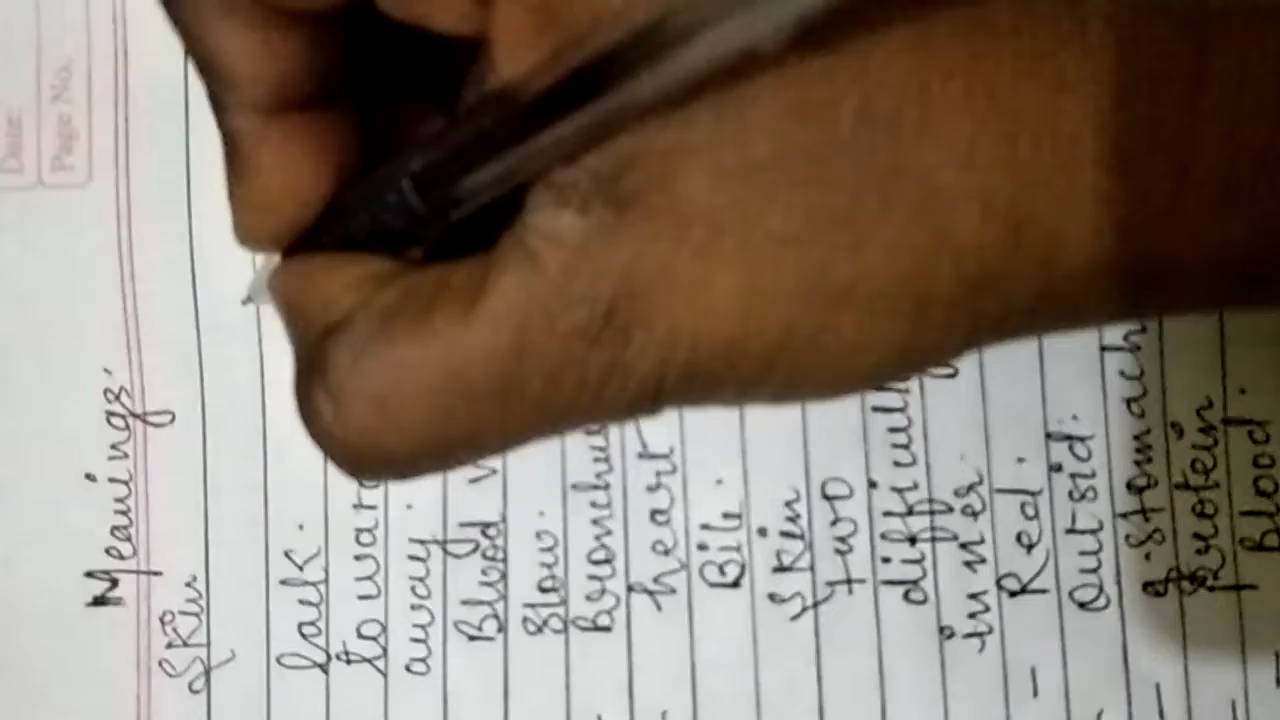 Date:
Page No.
Meanings:
Skin
lack.
towar
away.
Blood v
Slow.
Bronchu
heart
Bile.
Skin
two
difficul
inner.
- Red.
Outsid.
- g. Stomach
- protein
- Blood.